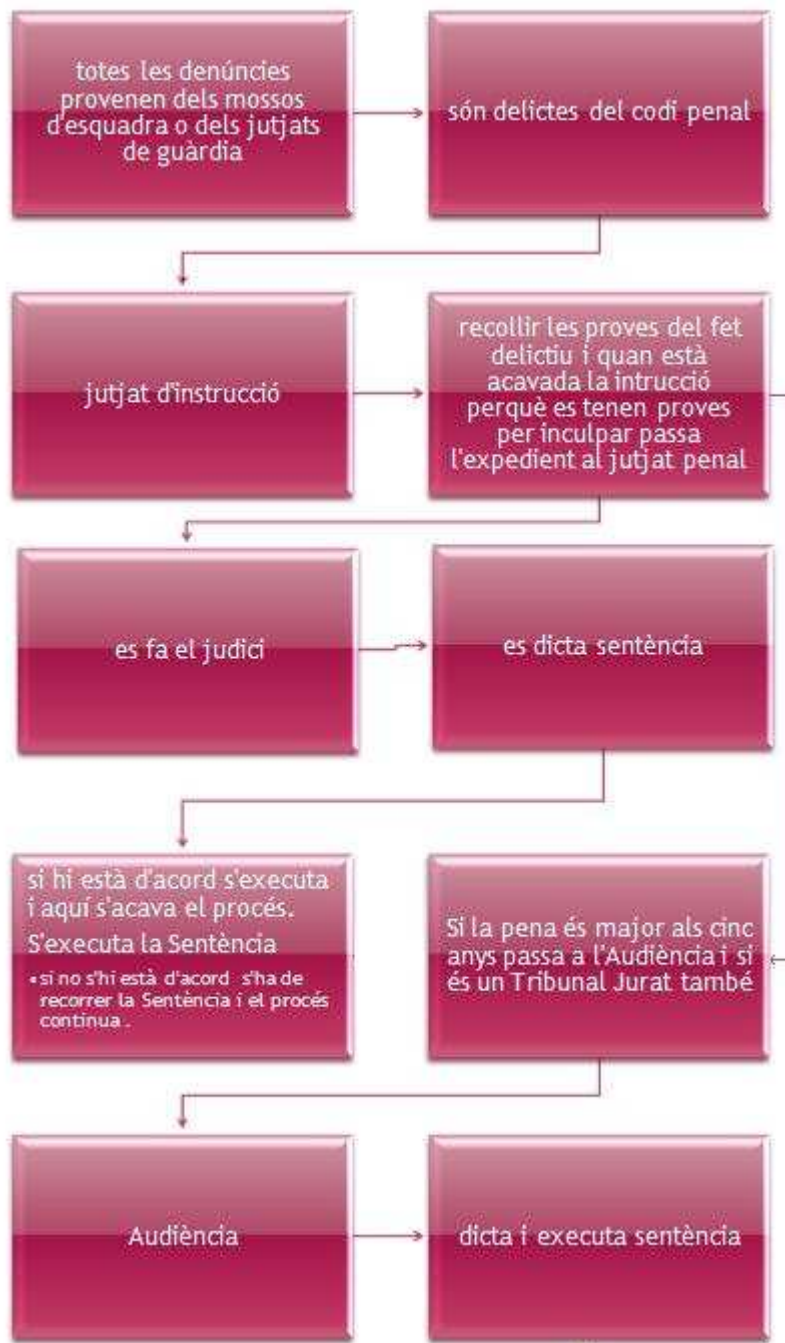 totes les denúncies
provenen dels mossos
d'esquadra o dels jutjats
de guàrdia
són delictes del codi penal
jutjat d'instrucció
recollir les proves del fet
delictiu i quan està
acavada la intrucció
perquè es tenen proves
per inculpar passa
l'expedient al jutjat penal
es fa el judici
es dicta sentència
si hi està d'acord s'executa
i aquí s'acava el procés.
S'executa la Sentència
•si no s'hi està d'acord s'ha de
recorrer la Sentència i el procés
contínua .
Si la pena és major als cinc
anys passa a l'Audiència i si
és un Tribunal Jurat també
Audiència
dicta i executa sentència